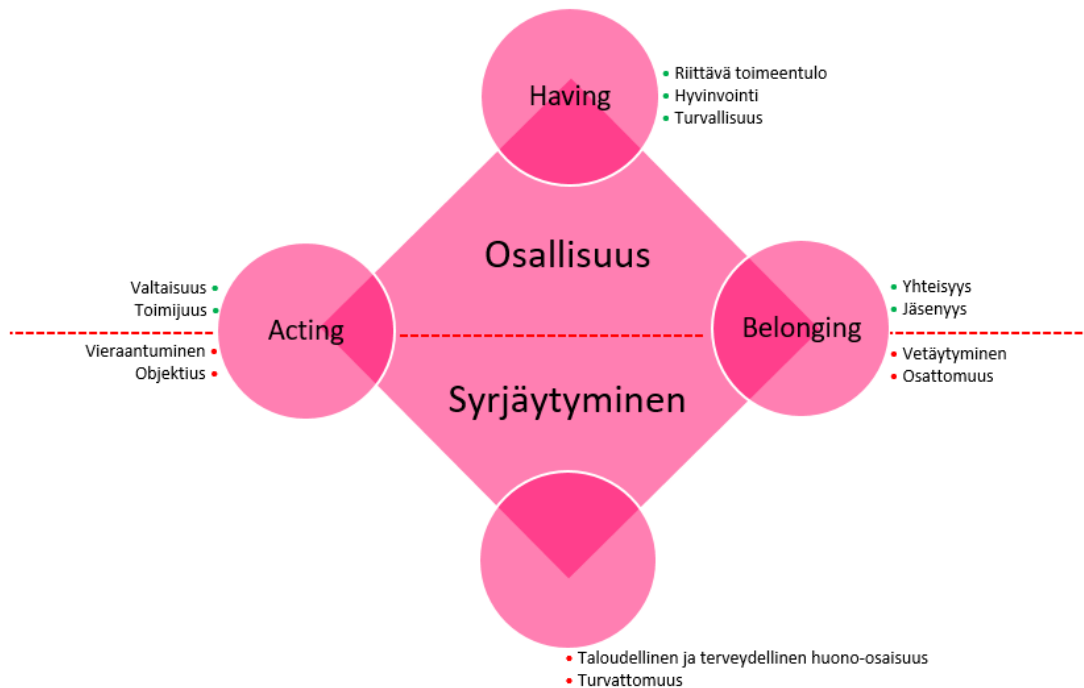 Having
Riittävä toimeentulo
Hyvinvointi
Turvallisuus
Osallisuus
Valtaisuus
Toimijuus
Acting
Vieraantuminen
Objektius
Belonging
Yhteisyys
Jäsenyys
Vetäytyminen
Osattomuus
Syrjäytyminen
Taloudellinen ja terveydellinen huono-osaisuus
Turvattomuus